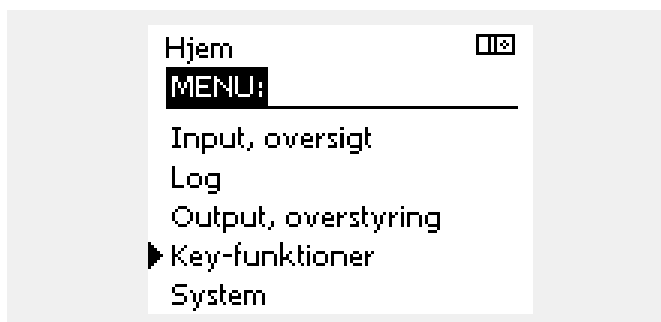 Hjem
MENU:
Input, oversigt
Log
Output, overstyring
Key-funktioner
System